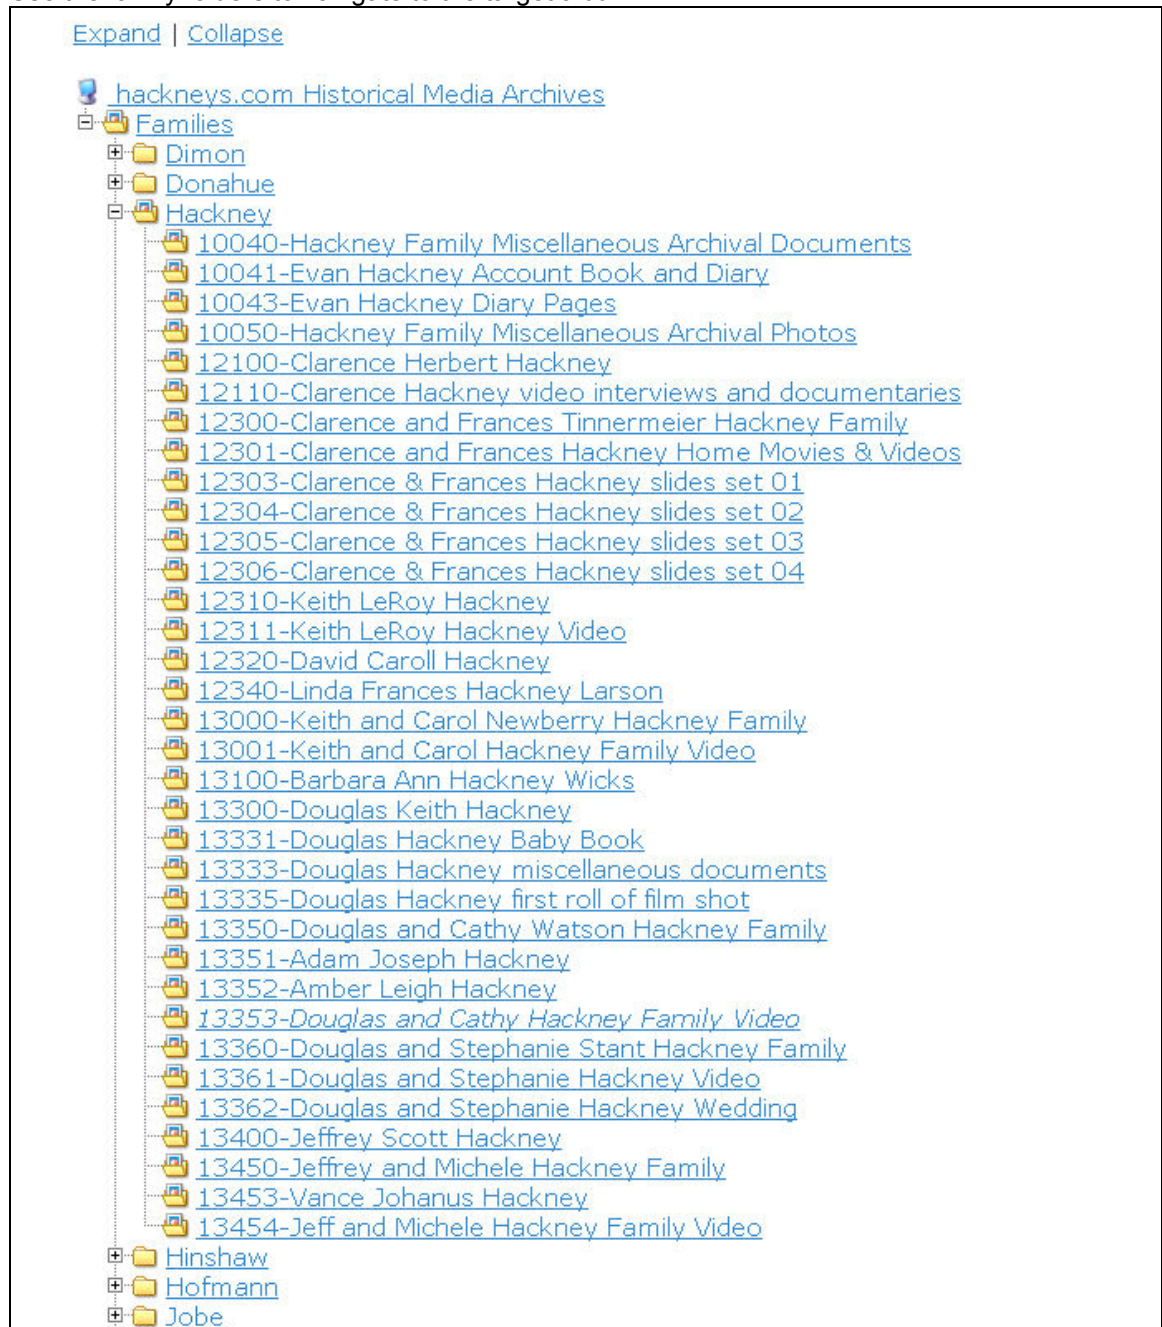 Expand | Collapse
hackneys.com Historical Media Archives
Families
Dimon
Donahue
Hackney
10040-Hackney Family Miscellaneous Archival Documents
10041-Evan Hackney Account Book and Diary
10043-Evan Hackney Diary Pages
10050-Hackney Family Miscellaneous Archival Photos
12100-Clarence Herbert Hackney
12110-Clarence Hackney video interviews and documentaries
12300-Clarence and Frances Tinnermeier Hackney Family
12301-Clarence and Frances Hackney Home Movies & Videos
12303-Clarence & Frances Hackney slides set 01
12304-Clarence & Frances Hackney slides set 02
12305-Clarence & Frances Hackney slides set 03
12306-Clarence & Frances Hackney slides set 04
12310-Keith LeRoy Hackney
12311-Keith LeRoy Hackney Video
12320-David Caroll Hackney
12340-Linda Frances Hackney Larson
13000-Keith and Carol Newberry Hackney Family
13001-Keith and Carol Hackney Family Video
13100-Barbara Ann Hackney Wicks
13300-Douglas Keith Hackney
13331-Douglas Hackney Baby Book
13333-Douglas Hackney miscellaneous documents
13335-Douglas Hackney first roll of film shot
13350-Douglas and Cathy Watson Hackney Family
13351-Adam Joseph Hackney
13352-Amber Leigh Hackney
13353-Douglas and Cathy Hackney Family Video
13360-Douglas and Stephanie Stant Hackney Family
13361-Douglas and Stephanie Hackney Video
13362-Douglas and Stephanie Hackney Wedding
13400-Jeffrey Scott Hackney
13450-Jeffrey and Michele Hackney Family
13453-Vance Johanus Hackney
13454-Jeff and Michele Hackney Family Video
Hinshaw
Hofmann
Jobe